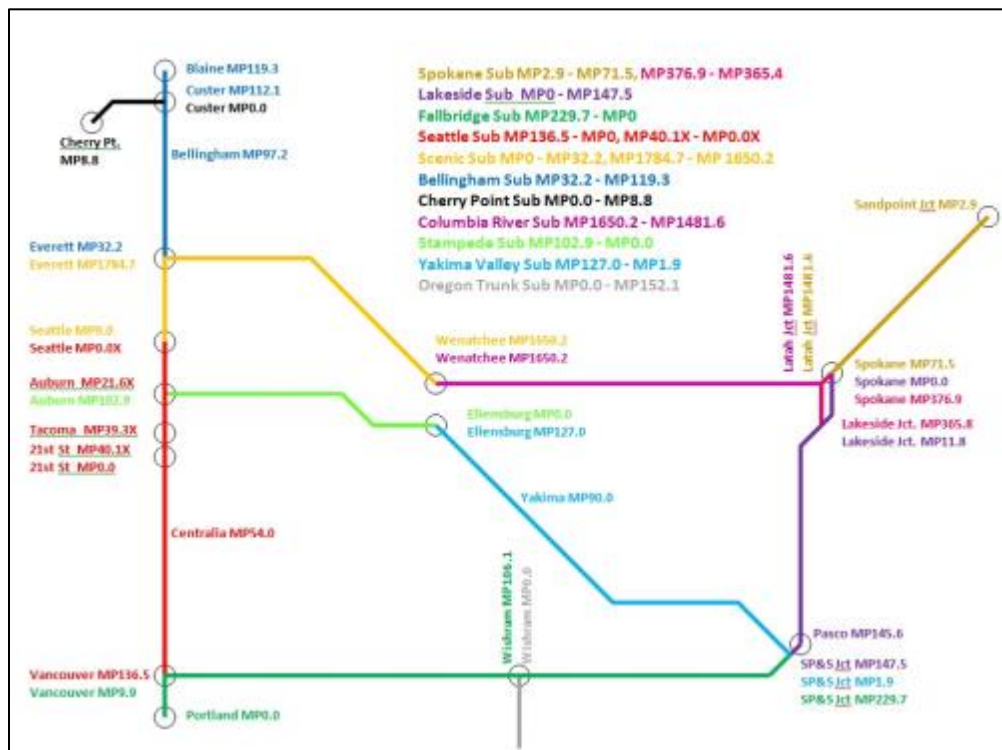 Blaine MP119.3
Custer MP112.1
Custer MP0.0
Cherry Pt.
MP8.8
Bellingham MP97.2
Spokane Sub MP2.9 - MP71.5, MP376.9 - MP365.4
Lakeside Sub MP0 - MP147.5
Fallbridge Sub MP229.7 - MP0
Seattle Sub MP136.5 - MP0, MP40.1X - MP0.0X
Scenic Sub MP0 - MP32.2, MP1784.7 - MP 1650.2
Bellingham Sub MP32.2 - MP119.3
Cherry Point Sub MP0.0 - MP8.8
Columbia River Sub MP1650.2 - MP1481.6
Stampede Sub MP102.9 - MP0.0
Yakima Valley Sub MP127.0 - MP1.9
Oregon Trunk Sub MP0.0 - MP152.1
Sandpoint Jct MP2.9
Everett MP32.2
Everett MP1784.7
Latah Jct MP1481.6
Latah Jct MP1481.6
Seattle MP0.0
Seattle MP0.0X
Wenatchee MP1650.2
Wenatchee MP1650.2
Spokane MP71.5
Spokane MP0.0
Spokane MP376.9
Auburn MP21.6X
Auburn MP102.9
Ellensburg MP0.0
Ellensburg MP127.0
Lakeside Jct. MP365.8
Lakeside Jct. MP11.8
Tacoma MP39.3X
21st St MP40.1X
21st St MP0.0
Yakima MP90.0
Centralia MP54.0
Wishram MP106.1
Wishram MP0.0
Pasco MP145.6
SP&S Jct MP147.5
SP&S Jct MP1.9
SP&S Jct MP229.7
Vancouver MP136.5
Vancouver MP9.9
Portland MP0.0